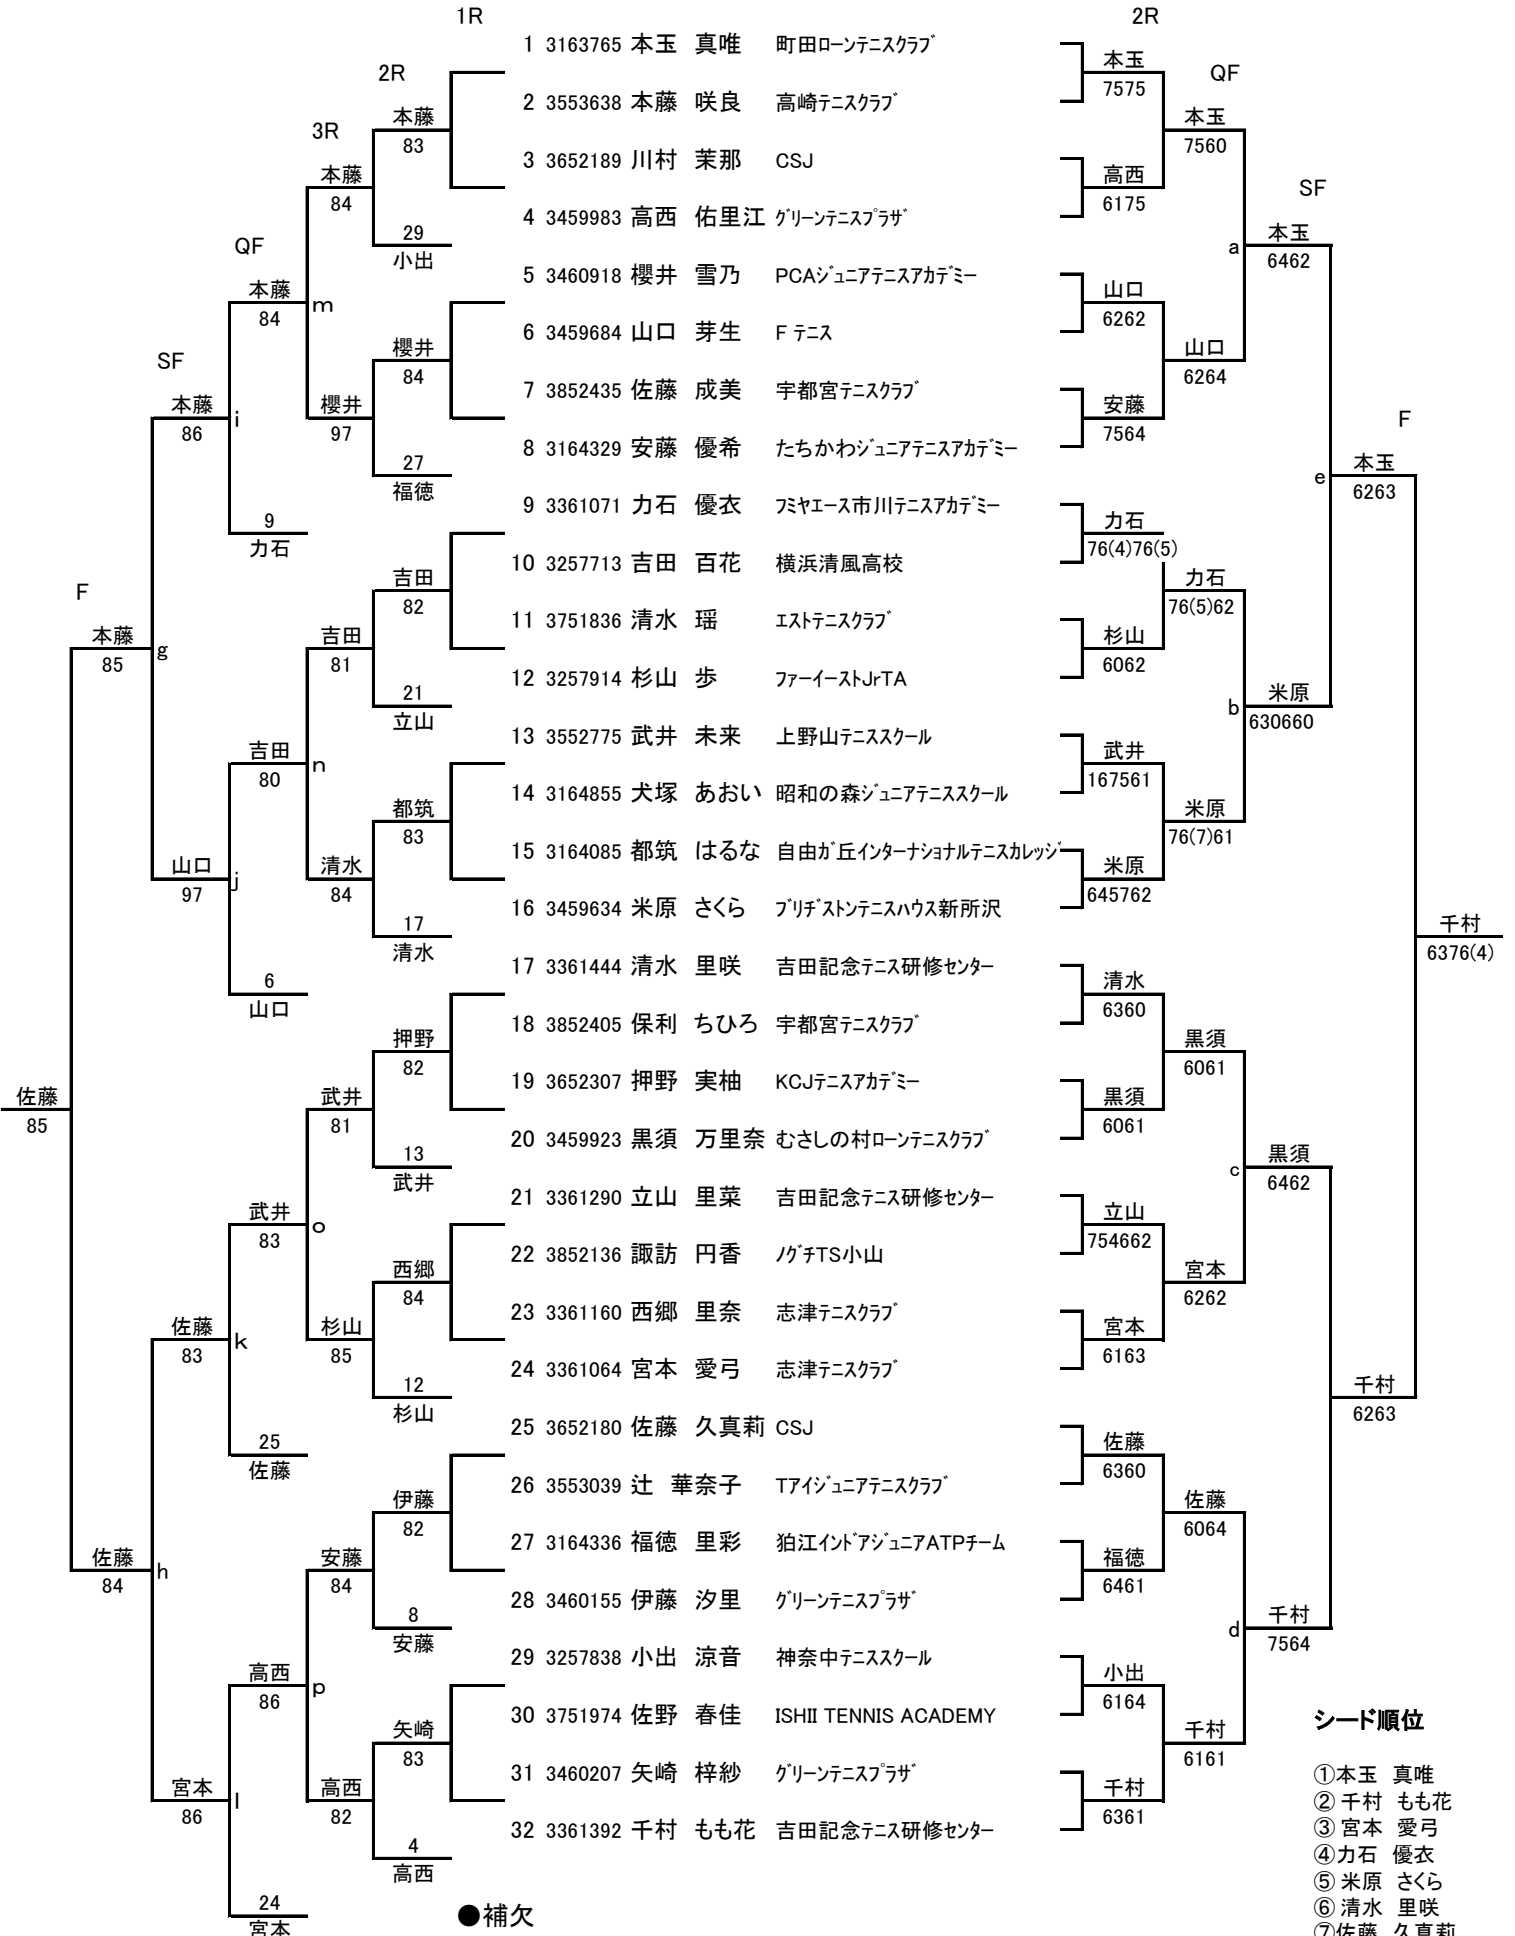 1R
2R
1 3163765 本玉 真唯 町田ローンテニスクラブ
本玉
2R
7575
QF
2 3553638 本藤 咲良 高崎テニスクラブ
本藤
本玉
3R
83
7560
3 3652189 川村 茉那 CSJ
本藤
高西
SF
84
6175
4 3459983 高西 佑里江 グリーンテニスプラザ
29
本玉
QF
a
小出
6462
5 3460918 櫻井 雪乃 PCAジュニアテニスアカデミー
本藤
山口
m
84
6262
6 3459684 山口 芽生 F テニス
櫻井
山口
SF
84
6264
7 3852435 佐藤 成美 宇都宮テニスクラブ
本藤
櫻井
安藤
i
F
86
97
7564
8 3164329 安藤 優希 たちかわジュニアテニスアカデミー
27
本玉
e
福徳
6263
9 3361071 力石 優衣 フミヤエース市川テニスアカデミー
9
力石
力石
76(4)76(5)
10 3257713 吉田 百花 横浜清風高校
吉田
力石
F
82
76(5)62
11 3751836 清水 瑶 エストテニスクラブ
本藤
吉田
杉山
g
85
81
6062
12 3257914 杉山 歩 ファーイーストJrTA
21
米原
b
立山
630660
13 3552775 武井 未来 上野山テニススクール
吉田
武井
n
80
167561
14 3164855 犬塚 あおい 昭和の森ジュニアテニススクール
都筑
米原
83
76(7)61
15 3164085 都筑 はるな 自由が丘インターナショナルテニスカレッジ
山口
清水
米原
j
97
84
645762
16 3459634 米原 さくら ブリヂストンテニスハウス新所沢
17
千村
清水
6376(4)
17 3361444 清水 里咲 吉田記念テニス研修センター
6
清水
山口
6360
18 3852405 保利 ちひろ 宇都宮テニスクラブ
押野
黒須
82
6061
19 3652307 押野 実柚 KCJテニスアカデミー
佐藤
武井
黒須
85
81
6061
20 3459923 黒須 万里奈 むさしの村ローンテニスクラブ
13
黒須
c
武井
6462
21 3361290 立山 里菜 吉田記念テニス研修センター
武井
立山
o
83
754662
22 3852136 諏訪 円香 ノグチTS小山
西郷
宮本
84
6262
23 3361160 西郷 里奈 志津テニスクラブ
佐藤
杉山
宮本
k
83
85
6163
24 3361064 宮本 愛弓 志津テニスクラブ
12
千村
杉山
6263
25 3652180 佐藤 久真莉 CSJ
25
佐藤
佐藤
6360
26 3553039 辻 華奈子 Tアイジュニアテニスクラブ
伊藤
佐藤
82
6064
27 3164336 福徳 里彩 狛江インドアジュニアATPチーム
佐藤
安藤
福徳
h
84
84
6461
28 3460155 伊藤 汐里 グリーンテニスプラザ
8
千村
d
安藤
7564
29 3257838 小出 涼音 神奈中テニススクール
高西
小出
p
86
6164
30 3751974 佐野 春佳 ISHII TENNIS ACADEMY
矢崎
千村
シード順位
83
6161
31 3460207 矢崎 梓紗 グリーンテニスプラザ
宮本
高西
千村
①本玉 真唯
l
86
82
6361
②千村 もも花
32 3361392 千村 もも花 吉田記念テニス研修センター
③宮本 愛弓
4
高西
④力石 優衣
⑤米原 さくら
24
宮本
●補欠
⑥清水 里咲
⑦佐藤 久真莉